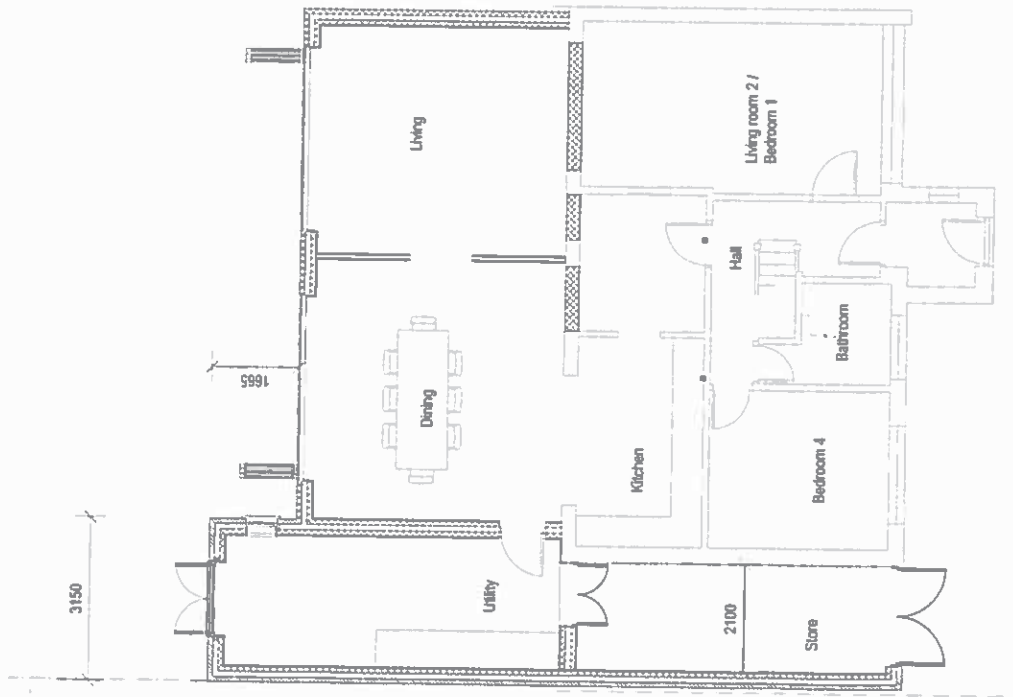 Living
Living room 2 /
Bedroom 1
1665
Hall
Dining
Bathroom
Kitchen
Bedroom 4
3150
Utility
2100
Store